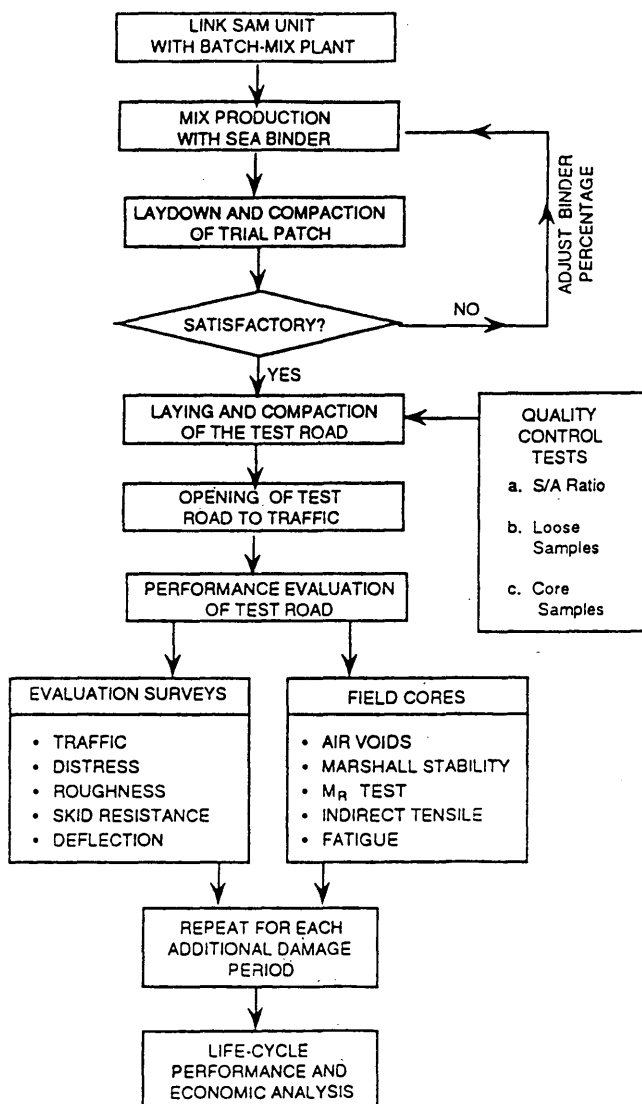 LINK SAM UNIT
WITH BATCH-MIX PLANT
MIX PRODUCTION
WITH SEA BINDER
LAYDOWN AND COMPACTION
OF TRIAL PATCH
ADJUST BINDER
PERCENTAGE
SATISFACTORY?
NO
YES
LAYING AND COMPACTION
OF THE TEST ROAD
QUALITY
CONTROL
TESTS
a. S/A Ratio
b. Loose
Samples
c. Core
Samples
OPENING OF TEST
ROAD TO TRAFFIC
PERFORMANCE EVALUATION
OF TEST ROAD
EVALUATION SURVEYS
• TRAFFIC
• DISTRESS
• ROUGHNESS
• SKID RESISTANCE
• DEFLECTION
FIELD CORES
• AIR VOIDS
• MARSHALL STABILITY
• MR TEST
• INDIRECT TENSILE
• FATIGUE
REPEAT FOR EACH
ADDITIONAL DAMAGE
PERIOD
LIFE-CYCLE
PERFORMANCE AND
ECONOMIC ANALYSIS